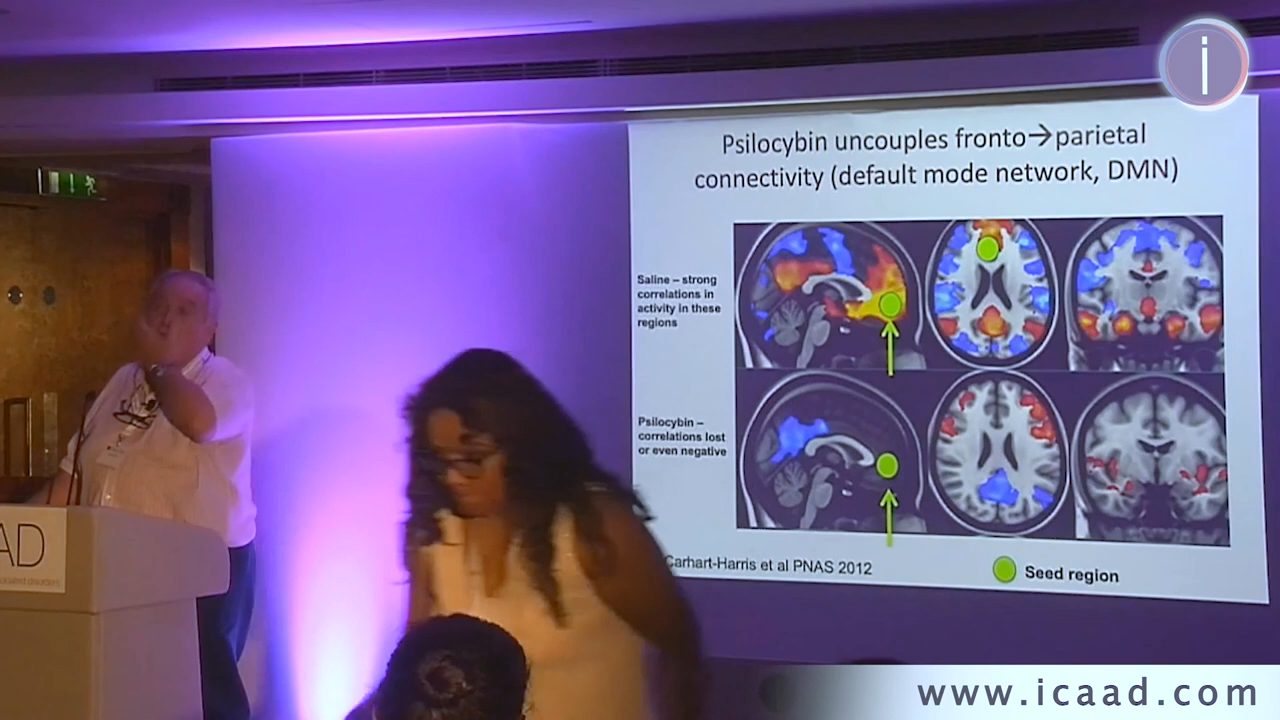 i
Psilocybin uncouples fronto→parietal
connectivity (default mode network, DMN)
Saline – strong
correlations in
activity in these
regions
Psilocybin –
correlations lost
or even negative
Carhart-Harris et al PNAS 2012
Seed region
AD
disorders
www.icaad.com